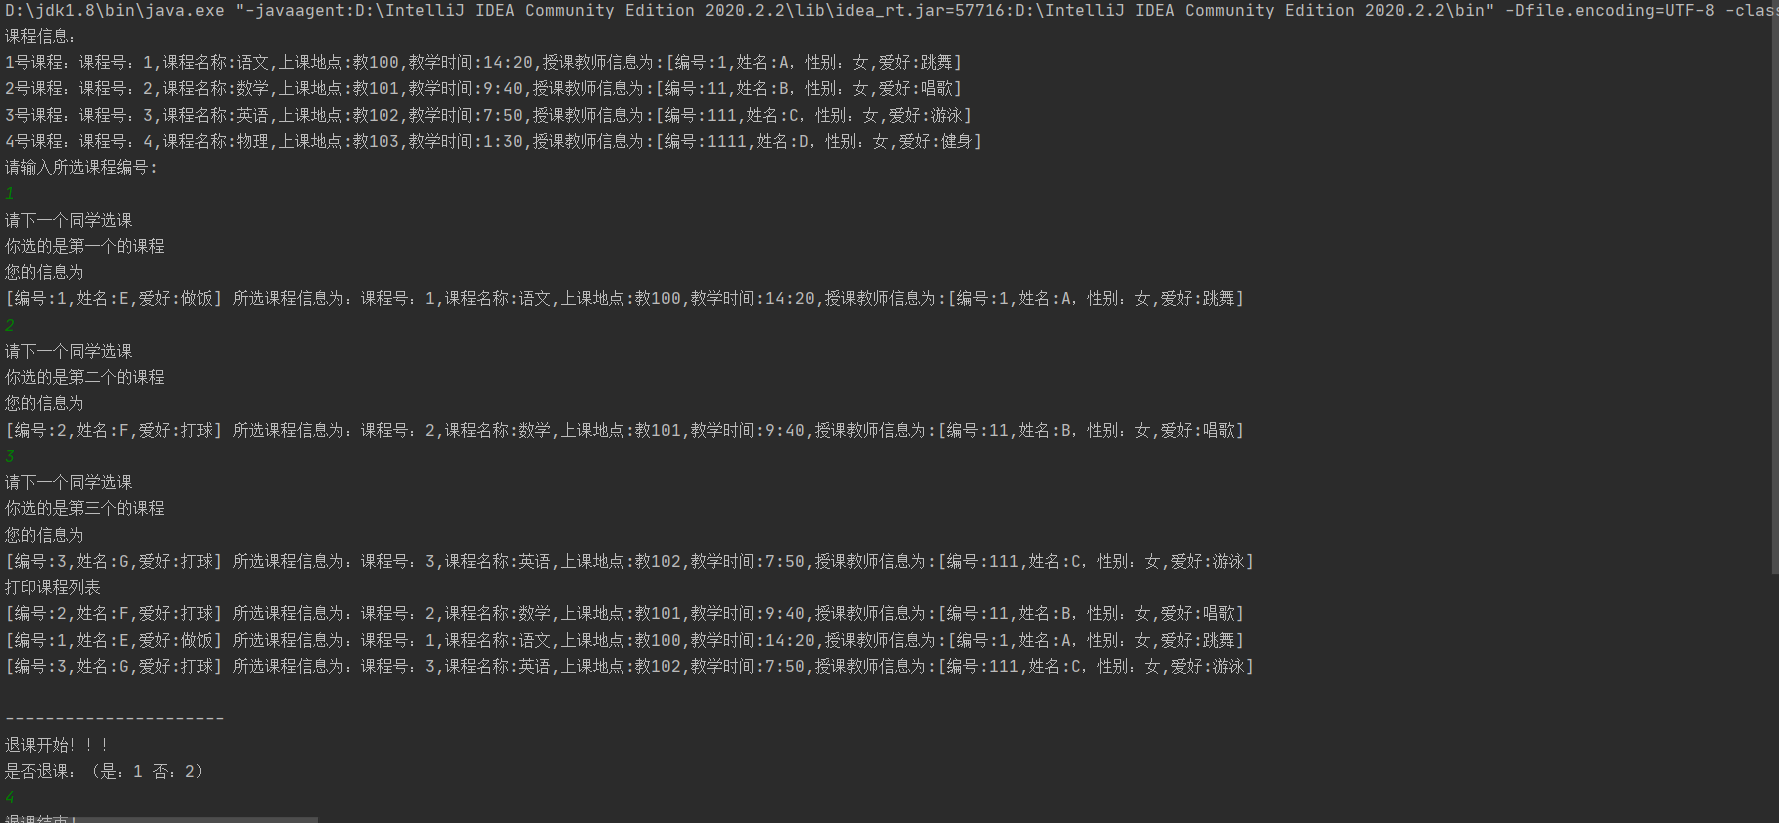 D:\jdk1.8\bin\java.exe "-javaagent:D:\IntelliJ IDEA Community Edition 2020.2.2\lib\idea_rt.jar=57716:D:\IntelliJ IDEA Community Edition 2020.2.2\bin" -Dfile.encoding=UTF-8 -clas
课程信息:
1号课程：课程号：1,课程名称:语文,上课地点:教100,教学时间:14:20,授课教师信息为:[编号:1,姓名:A，性别：女,爱好:跳舞]
2号课程：课程号：2,课程名称:数学,上课地点:教101,教学时间:9:40,授课教师信息为:[编号:11,姓名:B，性别：女,爱好:唱歌]
3号课程：课程号：3,课程名称:英语,上课地点:教102,教学时间:7:50,授课教师信息为:[编号:111,姓名:C，性别：女,爱好:游泳]
4号课程：课程号：4,课程名称:物理,上课地点:教103,教学时间:1:30,授课教师信息为:[编号:1111,姓名:D，性别：女,爱好:健身]
请输入所选课程编号:
1
请下一个同学选课
你选的是第一个的课程
您的信息为
[编号:1,姓名:E,爱好:做饭] 所选课程信息为：课程号：1,课程名称:语文,上课地点:教100,教学时间:14:20,授课教师信息为:[编号:1,姓名:A，性别：女,爱好:跳舞]
2
请下一个同学选课
你选的是第二个的课程
您的信息为
[编号:2,姓名:F,爱好:打球] 所选课程信息为：课程号：2,课程名称:数学,上课地点:教101,教学时间:9:40,授课教师信息为:[编号:11,姓名:B，性别：女,爱好:唱歌]
3
请下一个同学选课
你选的是第三个的课程
您的信息为
[编号:3,姓名:G,爱好:打球] 所选课程信息为：课程号：3,课程名称:英语,上课地点:教102,教学时间:7:50,授课教师信息为:[编号:111,姓名:C，性别：女,爱好:游泳]
打印课程列表
[编号:2,姓名:F,爱好:打球] 所选课程信息为：课程号：2,课程名称:数学,上课地点:教101,教学时间:9:40,授课教师信息为:[编号:11,姓名:B，性别：女,爱好:唱歌]
[编号:1,姓名:E,爱好:做饭] 所选课程信息为：课程号：1,课程名称:语文,上课地点:教100,教学时间:14:20,授课教师信息为:[编号:1,姓名:A，性别：女,爱好:跳舞]
[编号:3,姓名:G,爱好:打球] 所选课程信息为：课程号：3,课程名称:英语,上课地点:教102,教学时间:7:50,授课教师信息为:[编号:111,姓名:C，性别：女,爱好:游泳]
----------------------
退课开始！！！
是否退课：（是：1 否：2）
4
退课结束!